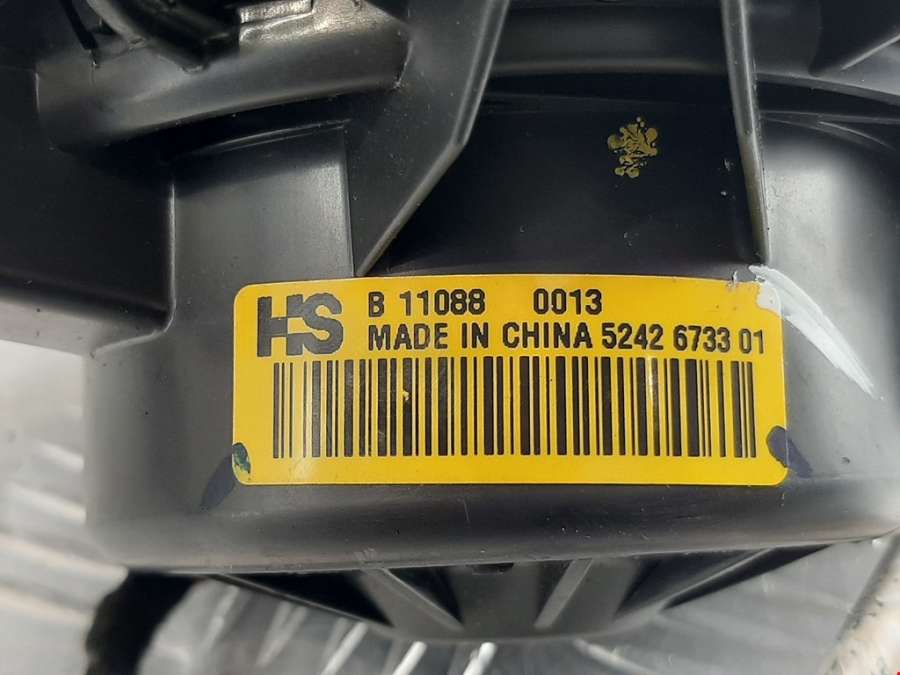 HS
B 11088 0013
MADE IN CHINA 5242 6733 01